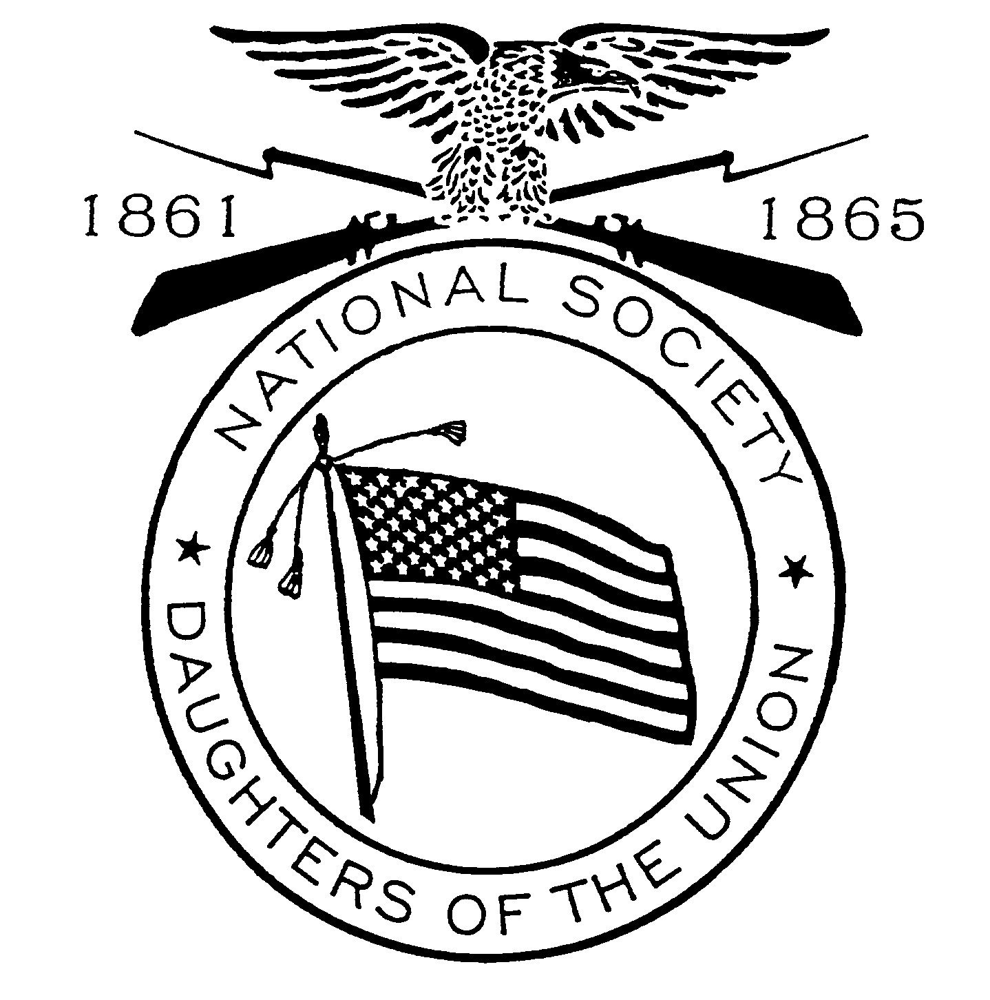 1861
1865
NATIONAL SOCIETY
DAUGHTERS OF THE UNION